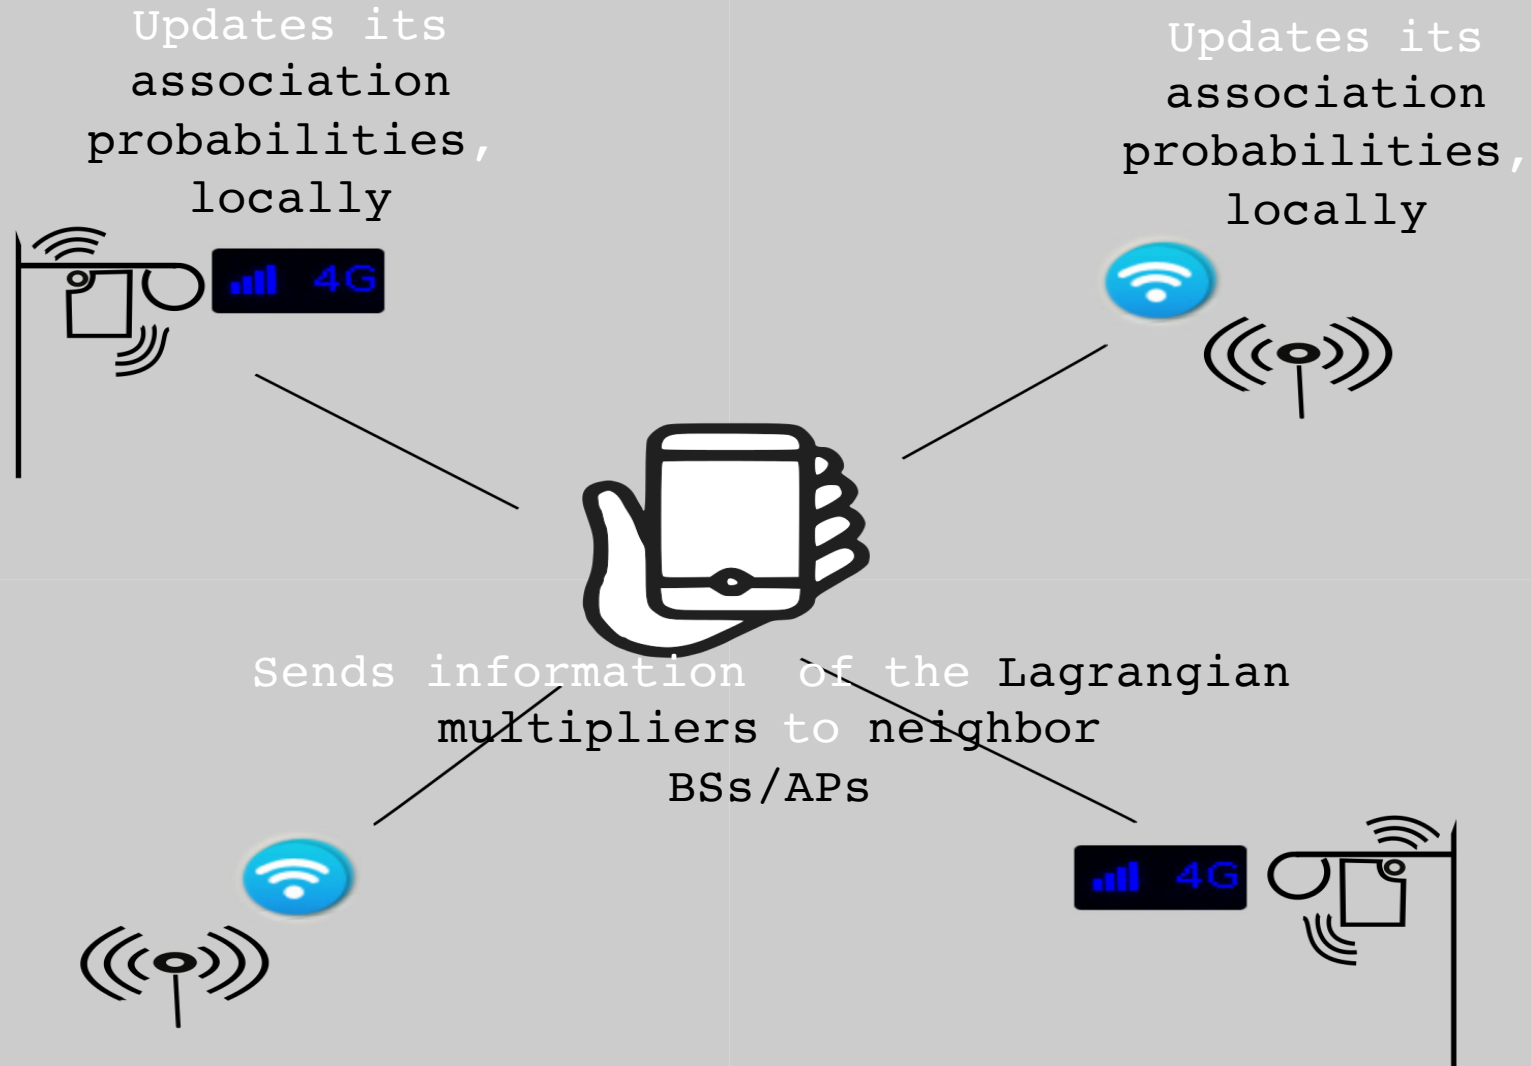 Updates its
association
probabilities,
locally
Updates its
association
probabilities,
locally
4G
Sends information of the Lagrangian
multipliers to neighbor
BSs/APs
4G